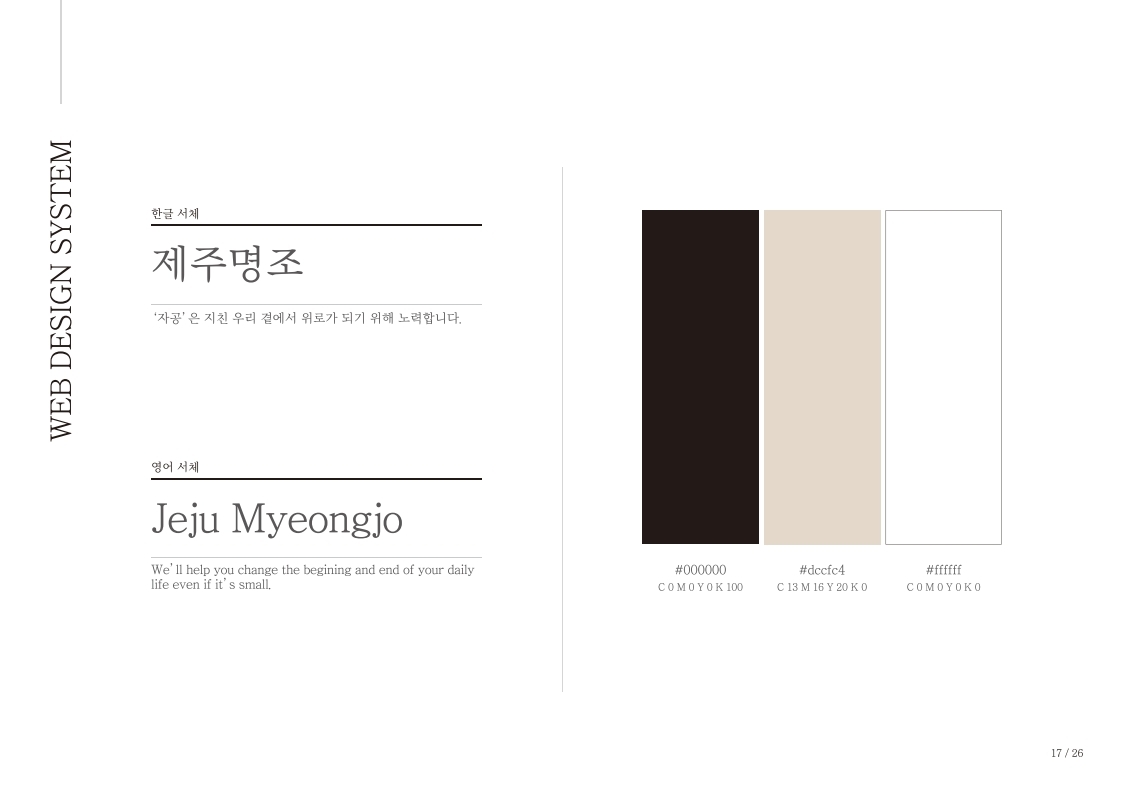 WEB DESIGN SYSTEM
한글 서체
제주명조
‘자공’은 지친 우리 곁에서 위로가 되기 위해 노력합니다.
영어 서체
Jeju Myeongjo
We’ll help you change the begining and end of your daily
life even if it’s small.
#000000
C 0 M 0 Y 0 K 100
#dccfc4
C 13 M 16 Y 20 K 0
#ffffff
C 0 M 0 Y 0 K 0
17 / 26